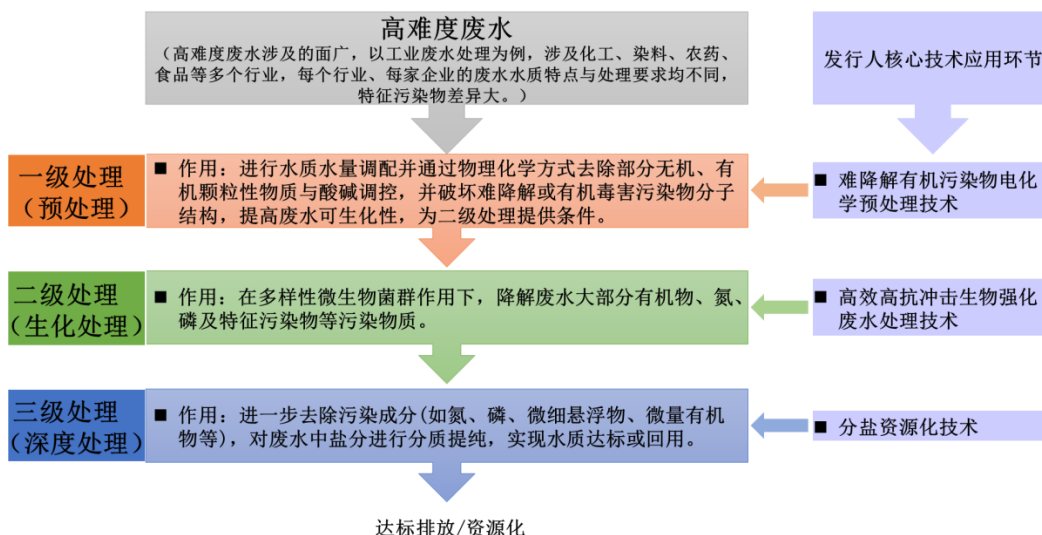 高难度废水
（高难度废水涉及的面广，以工业废水处理为例，涉及化工、染料、农药、
食品等多个行业，每个行业、每家企业的废水水质特点与处理要求均不同，
特征污染物差异大。）
发行人核心技术应用环节
一级处理
（预处理）
■ 作用：进行水质水量调配并通过物理化学方式去除部分无机、有
机颗粒性物质与酸碱调控，并破坏难降解或有机毒害污染物分子
结构，提高废水可生化性，为二级处理提供条件。
■ 难降解有机污染物电化
学预处理技术
二级处理
（生化处理）
■ 作用：在多样性微生物菌群作用下，降解废水大部分有机物、氮、
磷及特征污染物等污染物质。
■ 高效高抗冲击生物强化
废水处理技术
三级处理
（深度处理）
■ 作用：进一步去除污染成分(如氮、磷、微细悬浮物、微量有机
物等)，对废水中盐分进行分质提纯，实现水质达标或回用。
■ 分盐资源化技术
达标排放/资源化